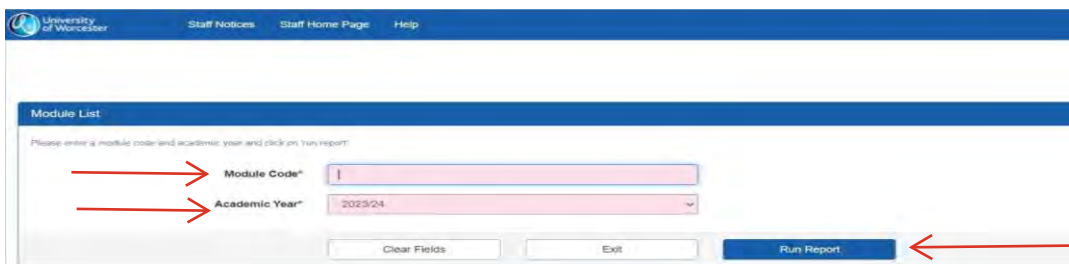 University
of Worcester
Staff Notices Staff Home Page Help
Module List
Please enter a module code and academic year and click on 'run report'
Module Code*
Academic Year* 2023/24
Clear Fields Exit Run Report